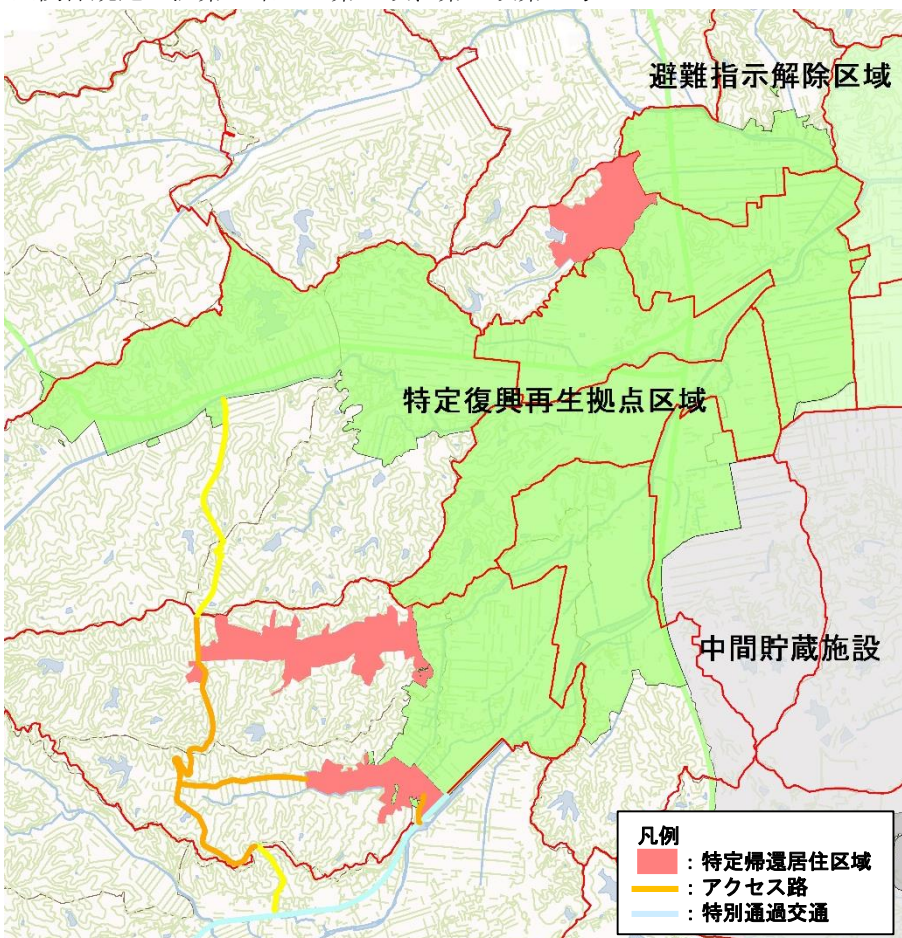 避難指示解除区域
特定復興再生拠点区域
中間貯蔵施設
凡例
：特定帰還居住区域
：アクセス路
：特別通過交通